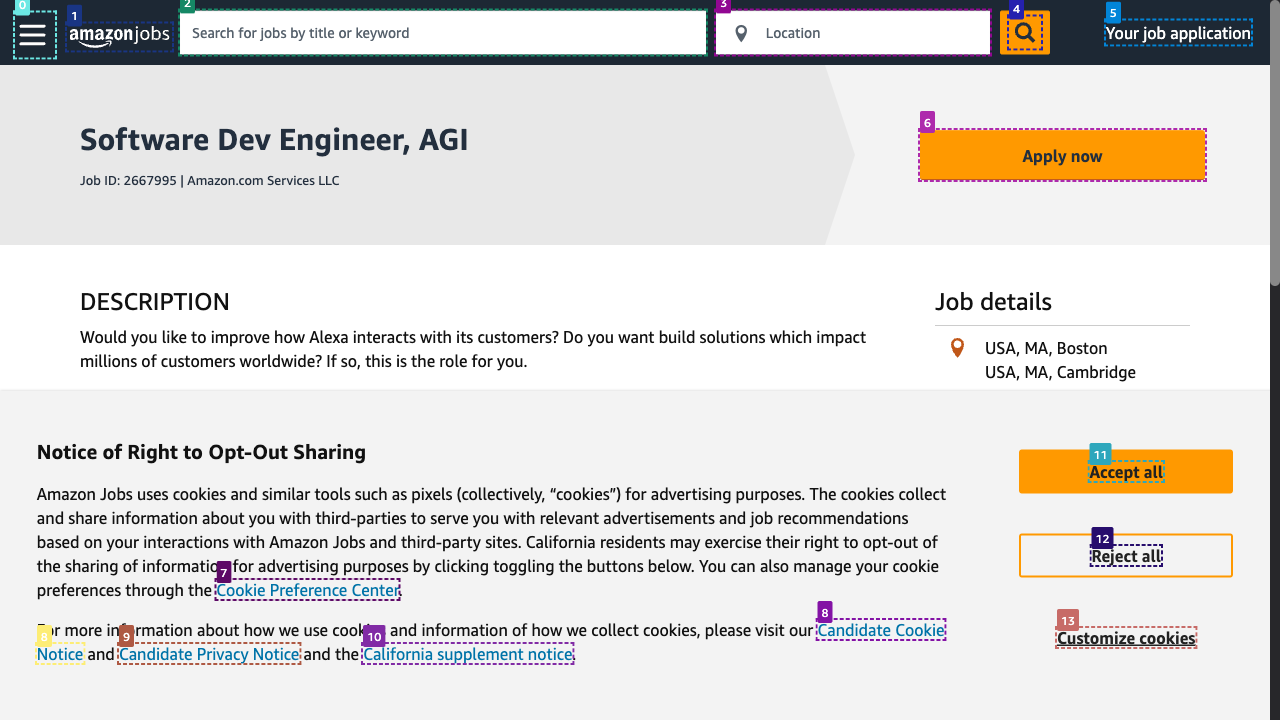 0
1
2
3
4
5
amazonjobs
Search for jobs by title or keyword
Location
Your job application
Software Dev Engineer, AGI
Job ID: 2667995 | Amazon.com Services LLC
6
Apply now
DESCRIPTION
Would you like to improve how Alexa interacts with its customers? Do you want build solutions which impact
millions of customers worldwide? If so, this is the role for you.
Job details
USA, MA, Boston
USA, MA, Cambridge
Notice of Right to Opt-Out Sharing
Amazon Jobs uses cookies and similar tools such as pixels (collectively, “cookies”) for advertising purposes. The cookies collect
and share information about you with third-parties to serve you with relevant advertisements and job recommendations
based on your interactions with Amazon Jobs and third-party sites. California residents may exercise their right to opt-out of
the sharing of information for advertising purposes by clicking toggling the buttons below. You can also manage your cookie
7
preferences through the Cookie Preference Center.
8
For more information about how we use cookies and information of how we collect cookies, please visit our Candidate Cookie
8
9
10
Notice and Candidate Privacy Notice and the California supplement notice.
11
Accept all
12
Reject all
13
Customize cookies